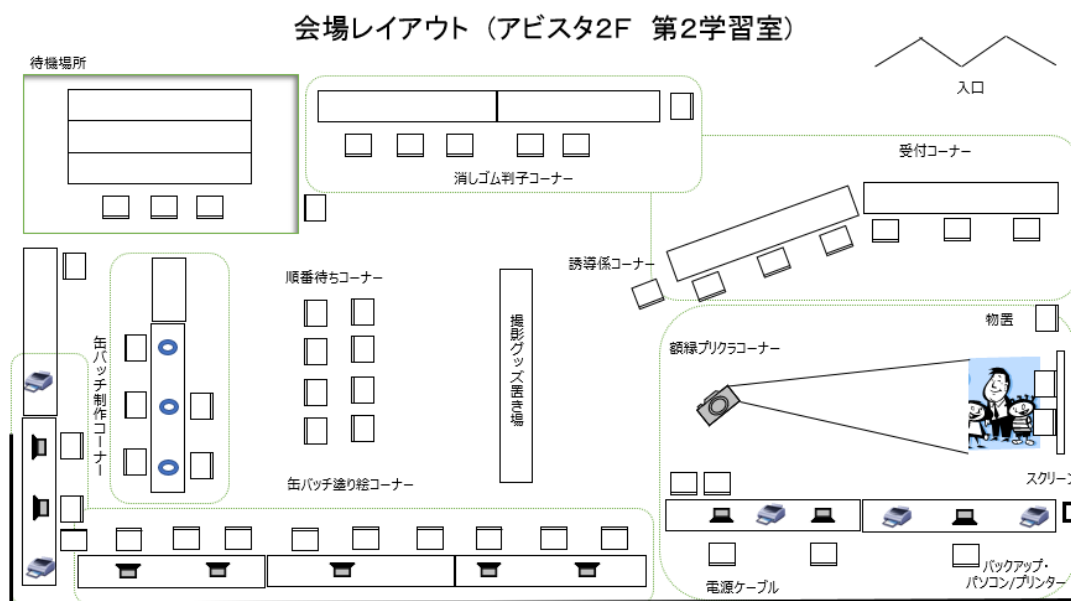 会場レイアウト（アビスタ2F　第2学習室）
待機場所
入口
受付コーナー
消しゴム判子コーナー
誘導係コーナー
順番待ちコーナー
物置
撮影グッズ置き場
額縁プリクラコーナー
缶バッチ制作コーナー
スクリーン
缶バッチ塗り絵コーナー
電源ケーブル
バックアップ・
パソコン/プリンター